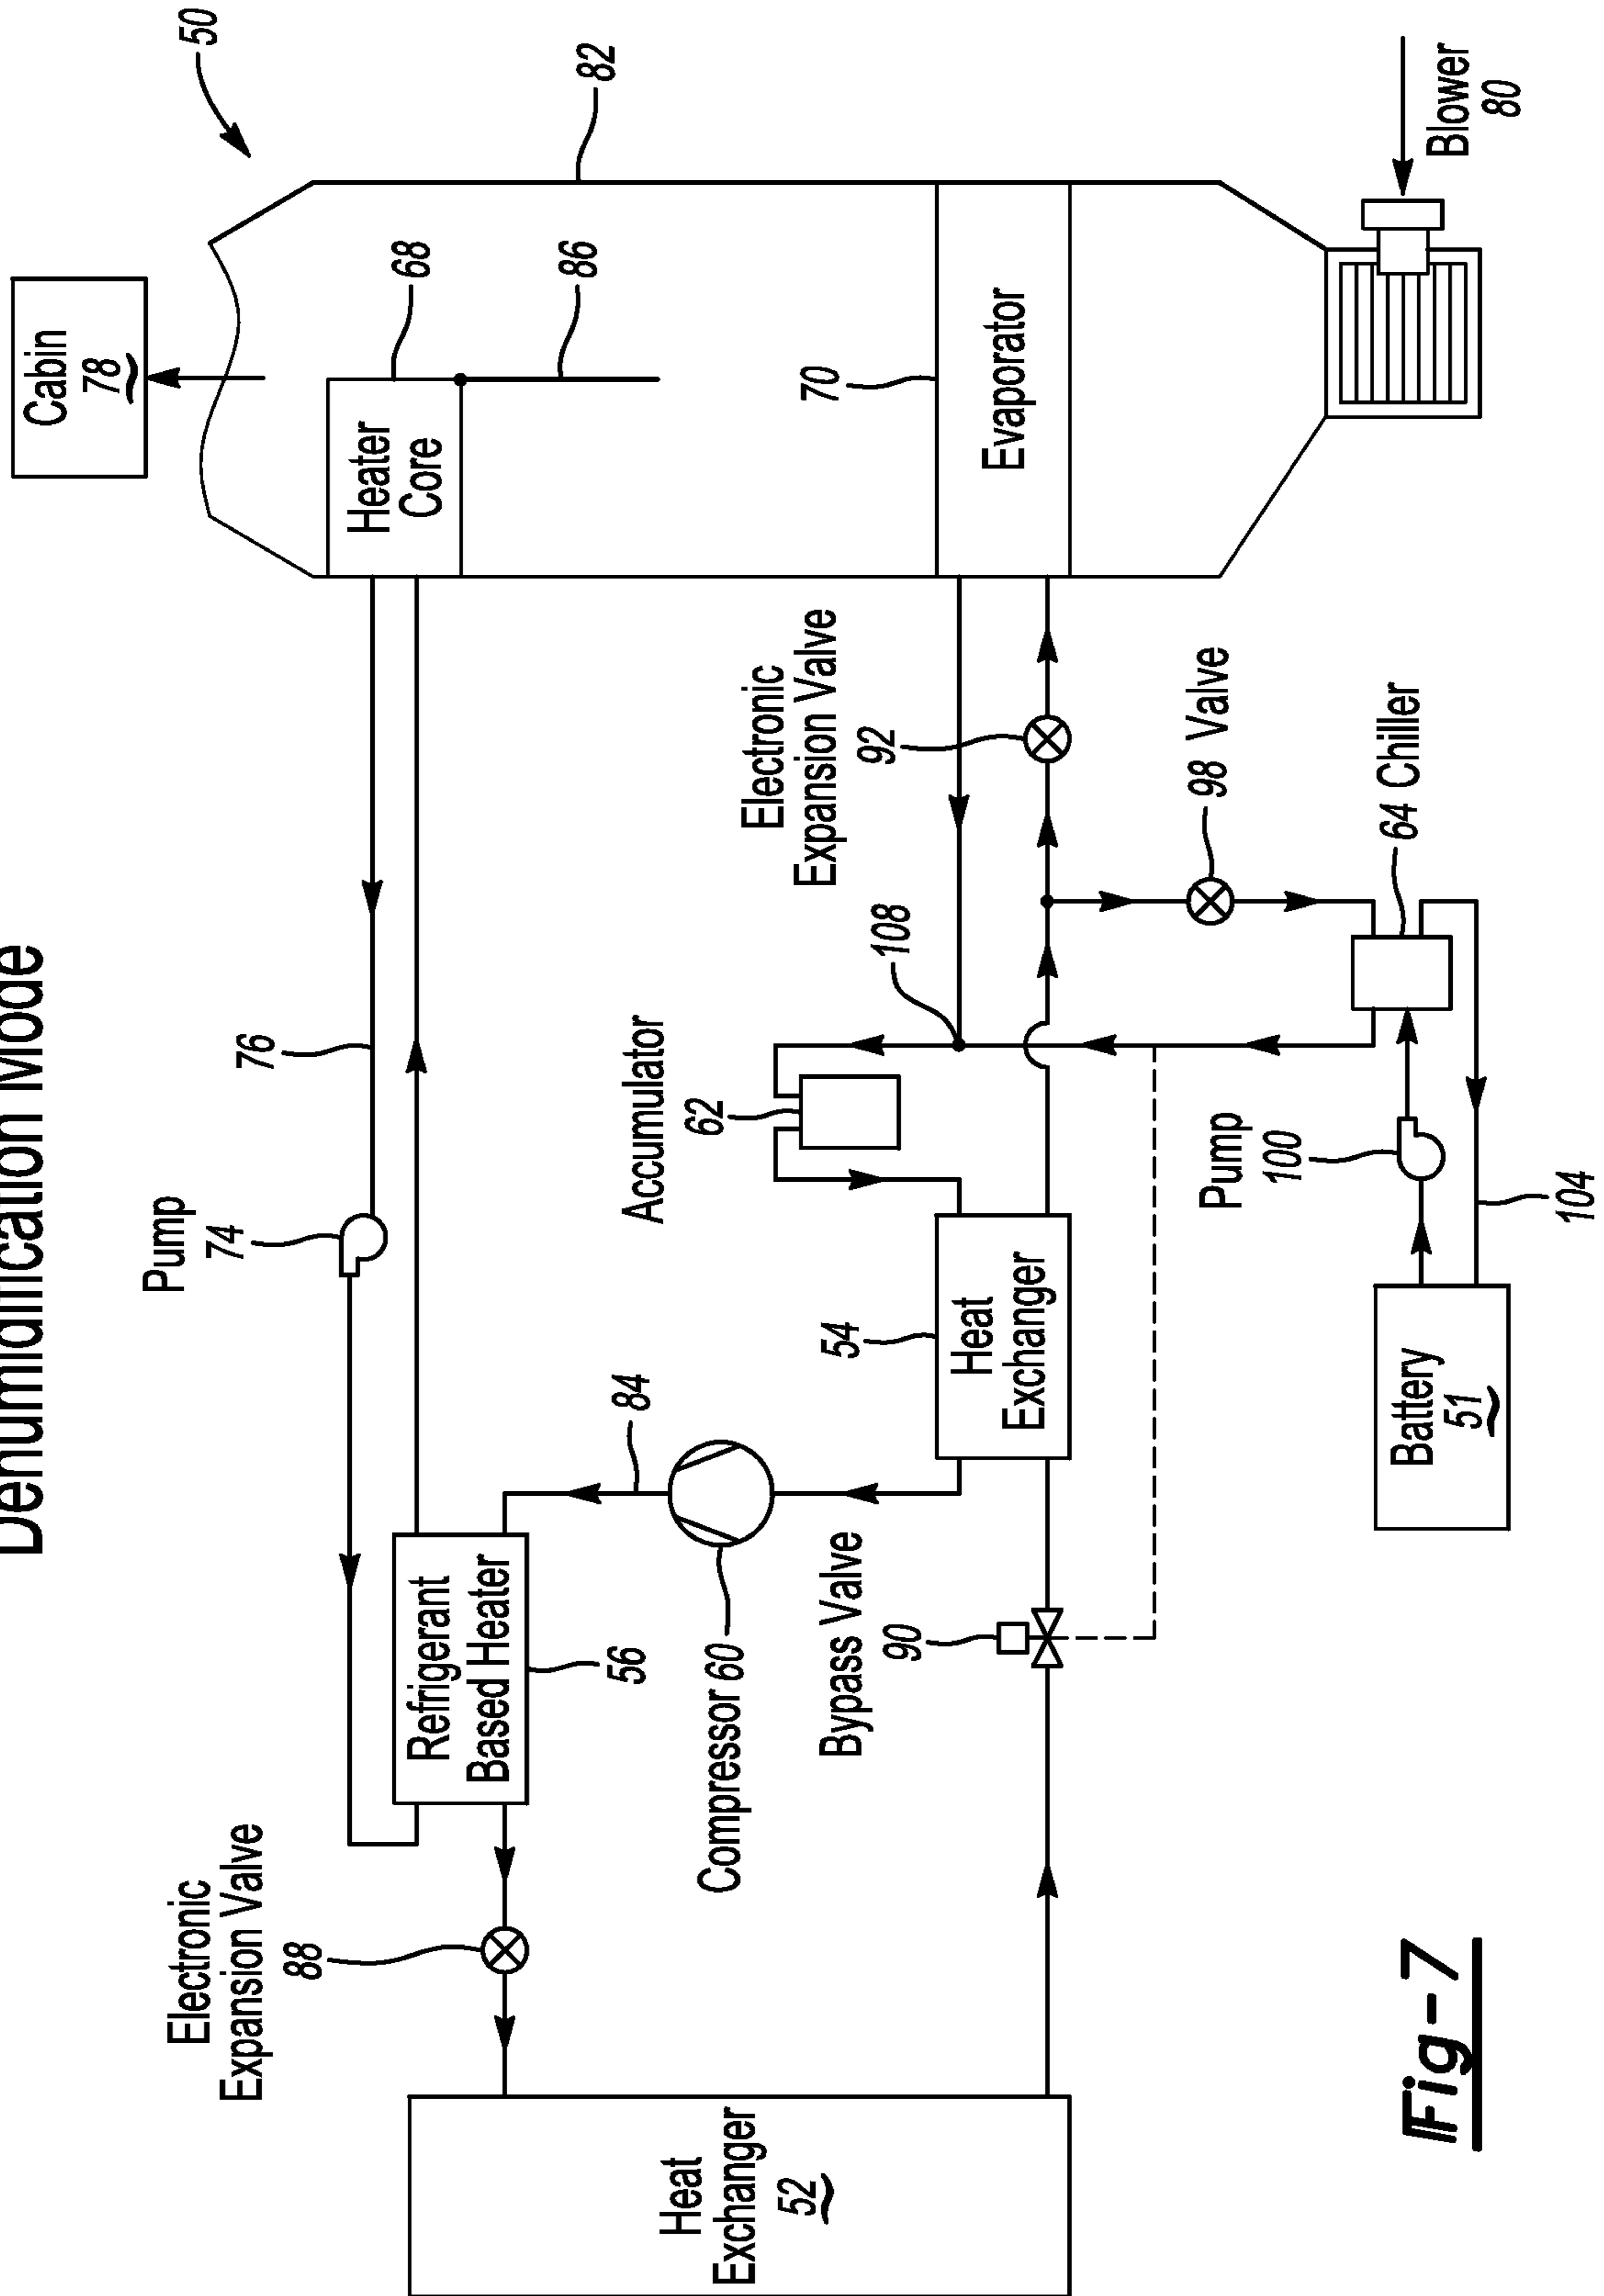 Dehumidification Mode
50
Cabin
78
82
Heater
Core
68
86
76
Pump
74
Electronic
Expansion Valve
88
Refrigerant
Based Heater
56
84
Compressor 60
Accumulator
62
108
Electronic
Expansion Valve
92
70
Evaporator
Blower
80
Heat
Exchanger
52
Bypass Valve
90
54
Heat
Exchanger
98 Valve
64 Chiller
Pump
100
104
Battery
51
Fig-7